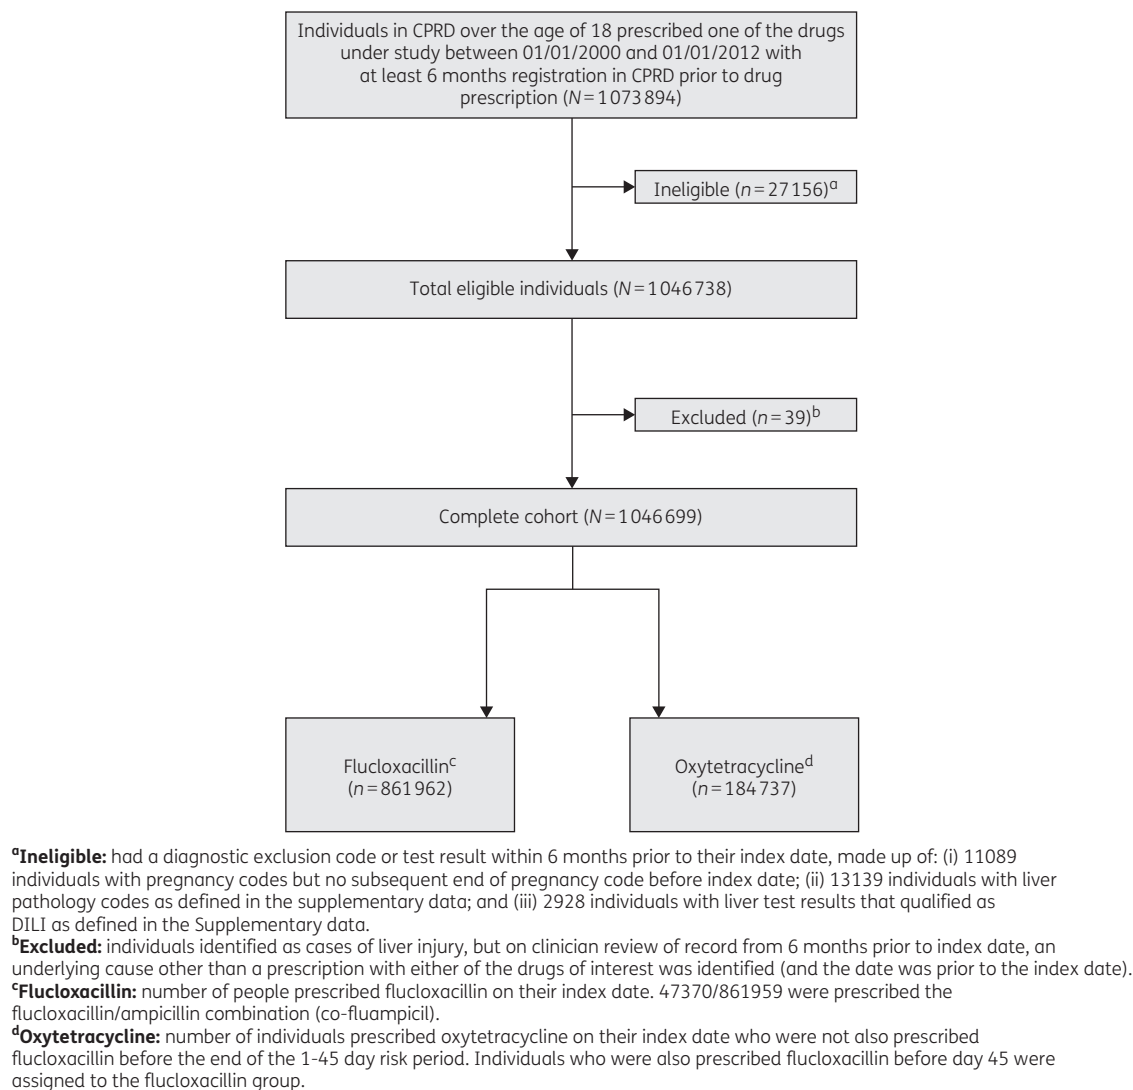 Individuals in CPRD over the age of 18 prescribed one of the drugs
under study between 01/01/2000 and 01/01/2012 with
at least 6 months registration in CPRD prior to drug
prescription (N=1073894)
Ineligible (n=27156)a
Total eligible individuals (N=1046738)
Excluded (n=39)b
Complete cohort (N=1046699)
Flucloxacillinc
(n=861962)
Oxytetracyclined
(n=184737)
aIneligible: had a diagnostic exclusion code or test result within 6 months prior to their index date, made up of: (i) 11089
individuals with pregnancy codes but no subsequent end of pregnancy code before index date; (ii) 13139 individuals with liver
pathology codes as defined in the supplementary data; and (iii) 2928 individuals with liver test results that qualified as
DILI as defined in the Supplementary data.
bExcluded: individuals identified as cases of liver injury, but on clinician review of record from 6 months prior to index date, an
underlying cause other than a prescription with either of the drugs of interest was identified (and the date was prior to the index date).
cFlucloxacillin: number of people prescribed flucloxacillin on their index date. 47370/861959 were prescribed the
flucloxacillin/ampicillin combination (co-fluampicil).
dOxytetracycline: number of individuals prescribed oxytetracycline on their index date who were not also prescribed
flucloxacillin before the end of the 1-45 day risk period. Individuals who were also prescribed flucloxacillin before day 45 were
assigned to the flucloxacillin group.